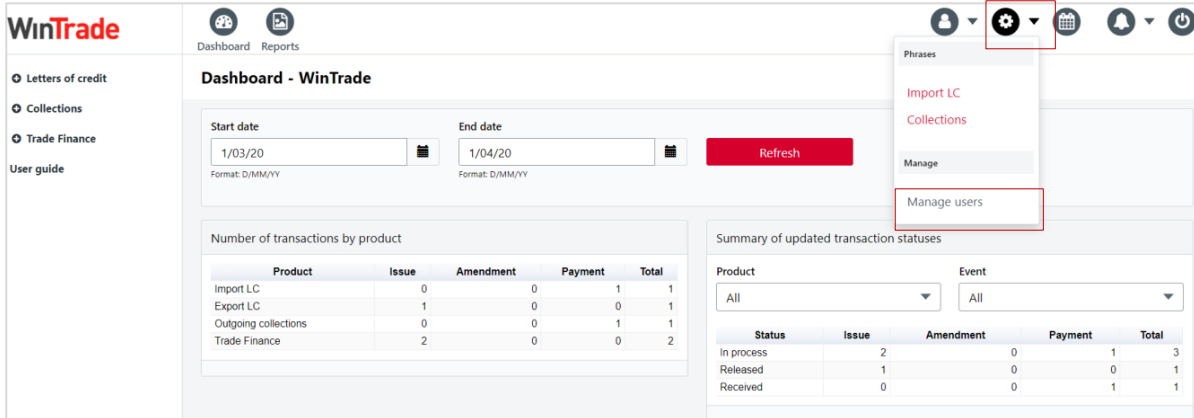 WinTrade
Dashboard Reports
Letters of credit
Collections
Trade Finance
User guide
Dashboard - WinTrade
Phrases
Import LC
Collections
Manage
Manage users
Start date End date
1/03/20 1/04/20 Refresh
Format: D/MM/YY Format: D/MM/YY
Number of transactions by product
Product Issue Amendment Payment Total
Import LC 0 0 1 1
Export LC 1 0 0 1
Outgoing collections 0 0 1 1
Trade Finance 2 0 0 2
Summary of updated transaction statuses
Product Event
All All
Status Issue Amendment Payment Total
In process 2 0 1 3
Released 1 0 0 1
Received 0 0 1 1